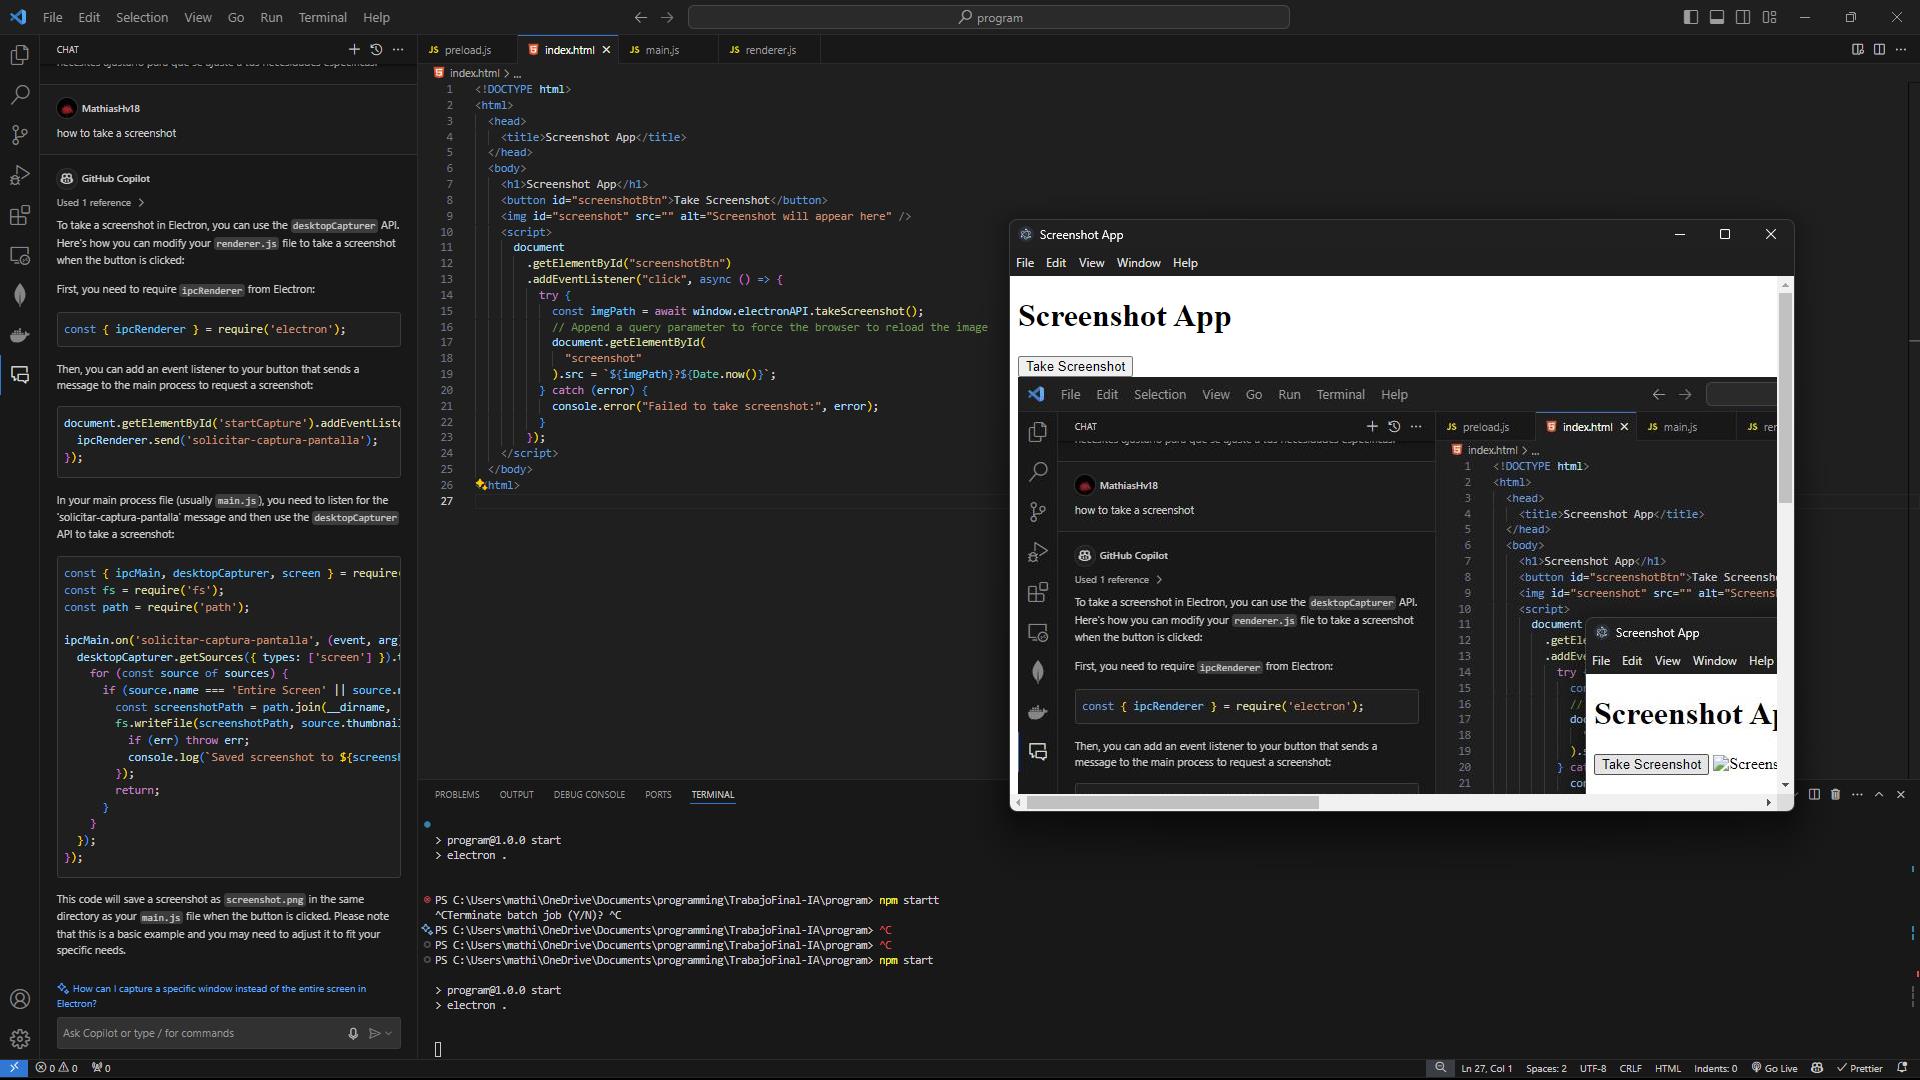 File Edit Selection View Go Run Terminal Help
program
CHAT
MathiasHv18
how to take a screenshot
GitHub Copilot
Used 1 reference
To take a screenshot in Electron, you can use the desktopCapturer API.
Here's how you can modify your renderer.js file to take a screenshot
when the button is clicked:
First, you need to require ipcRenderer from Electron:
const { ipcRenderer } = require('electron');
Then, you can add an event listener to your button that sends a
message to the main process to request a screenshot:
document.getElementById('startCapture').addEventListe
ipcRenderer.send('solicitar-captura-pantalla');
});
In your main process file (usually main.js), you need to listen for the
'solicitar-captura-pantalla' message and then use the desktopCapturer
API to take a screenshot:
const { ipcMain, desktopCapturer, screen } = require(
const fs = require('fs');
const path = require('path');
ipcMain.on('solicitar-captura-pantalla', (event, arg)
desktopCapturer.getSources({ types: ['screen'] }).t
for (const source of sources) {
if (source.name === 'Entire Screen' || source.n
const screenshotPath = path.join(__dirname,
fs.writeFile(screenshotPath, source.thumbnail
if (err) throw err;
console.log(`Saved screenshot to ${screensh
});
return;
}
}
});
});
This code will save a screenshot as screenshot.png in the same
directory as your main.js file when the button is clicked. Please note
that this is a basic example and you may need to adjust it to fit your
specific needs.
How can I capture a specific window instead of the entire screen in
Electron?
Ask Copilot or type / for commands
JS preload.js
index.html
JS main.js
JS renderer.js
index.html > ...
1 <!DOCTYPE html>
2 <html>
3 <head>
4 <title>Screenshot App</title>
5 </head>
6 <body>
7 <h1>Screenshot App</h1>
8 <button id="screenshotBtn">Take Screenshot</button>
9 <img id="screenshot" src="" alt="Screenshot will appear here" />
10 <script>
11 document
12 .getElementById("screenshotBtn")
13 .addEventListener("click", async () => {
14 try {
15 const imgPath = await window.electronAPI.takeScreenshot();
16 // Append a query parameter to force the browser to reload the image
17 document.getElementById(
18 "screenshot"
19 ).src = `${imgPath}?${Date.now()}`;
20 } catch (error) {
21 console.error("Failed to take screenshot:", error);
22 }
23 });
24 </script>
25 </body>
26 html>
27
PROBLEMS OUTPUT DEBUG CONSOLE PORTS TERMINAL
> program@1.0.0 start
> electron .
PS C:\Users\mathi\OneDrive\Documents\programming\TrabajoFinal-IA\program> npm startt
^CTerminate batch job (Y/N)? ^C
PS C:\Users\mathi\OneDrive\Documents\programming\TrabajoFinal-IA\program> ^C
PS C:\Users\mathi\OneDrive\Documents\programming\TrabajoFinal-IA\program> ^C
PS C:\Users\mathi\OneDrive\Documents\programming\TrabajoFinal-IA\program> npm start
> program@1.0.0 start
> electron .
Screenshot App
File Edit View Window Help
Screenshot App
Take Screenshot
File Edit Selection View Go Run Terminal Help
CHAT
MathiasHv18
how to take a screenshot
GitHub Copilot
Used 1 reference
To take a screenshot in Electron, you can use the desktopCapturer API.
Here's how you can modify your renderer.js file to take a screenshot
when the button is clicked:
First, you need to require ipcRenderer from Electron:
const { ipcRenderer } = require('electron');
Then, you can add an event listener to your button that sends a
message to the main process to request a screenshot:
JS preload.js
index.html
JS main.js
JS rer
index.html > ...
1 <!DOCTYPE html>
2 <html>
3 <head>
4 <title>Screenshot App</title>
5 </head>
6 <body>
7 <h1>Screenshot App</h1>
8 <button id="screenshotBtn">Take Screensh
9 <img id="screenshot" src="" alt="Screens
10 <script>
11 document
12 .getEle
13 .addEve
14 try {
15 con
16 //
17 doc
18 "
19 ).s
20 } cat
21 con
Screenshot App
File Edit View Window Help
Screenshot Ap
Take Screenshot
Screens
0 0 0
Ln 27, Col 1 Spaces: 2 UTF-8 CRLF HTML Indents: 0 Go Live Prettier